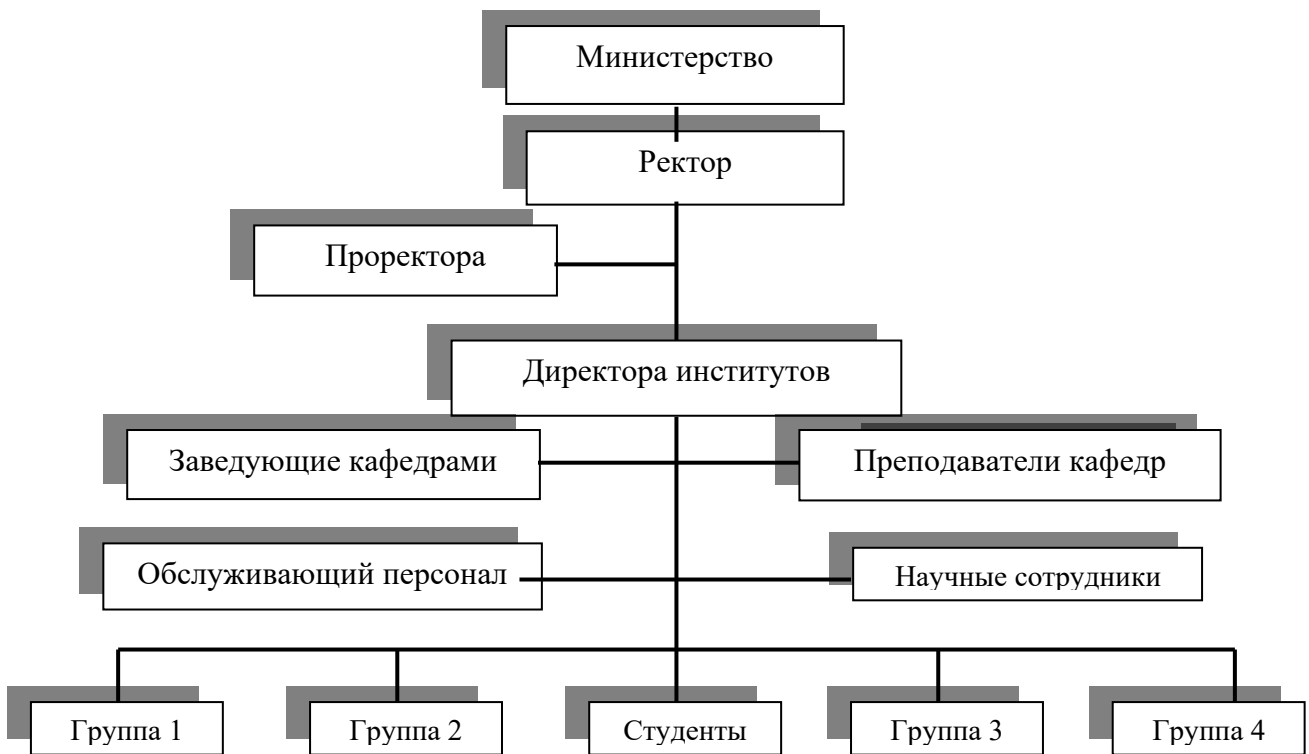 Министерство
Ректор
Проректора
Директора институтов
Заведующие кафедрами
Преподаватели кафедр
Обслуживающий персонал
Научные сотрудники
Группа 1
Группа 2
Студенты
Группа 3
Группа 4